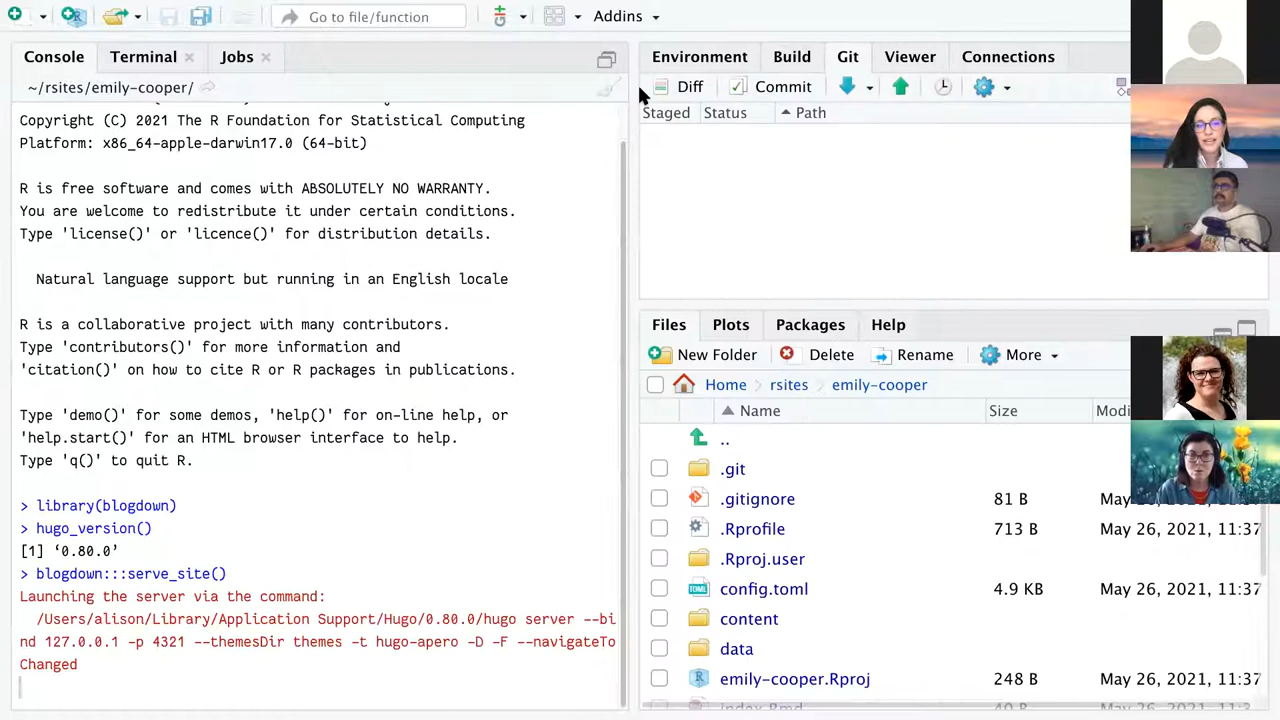 Go to file/function
Addins
Console
Terminal
Jobs
~/rsites/emily-cooper/
Copyright (C) 2021 The R Foundation for Statistical Computing
Platform: x86_64-apple-darwin17.0 (64-bit)
R is free software and comes with ABSOLUTELY NO WARRANTY.
You are welcome to redistribute it under certain conditions.
Type 'license()' or 'licence()' for distribution details.
Natural language support but running in an English locale
R is a collaborative project with many contributors.
Type 'contributors()' for more information and
'citation()' on how to cite R or R packages in publications.
Type 'demo()' for some demos, 'help()' for on-line help, or
'help.start()' for an HTML browser interface to help.
Type 'q()' to quit R.
> library(blogdown)
> hugo_version()
[1] ‘0.80.0’
> blogdown:::serve_site()
Launching the server via the command:
/Users/alison/Library/Application Support/Hugo/0.80.0/hugo server --bi
nd 127.0.0.1 -p 4321 --themesDir themes -t hugo-apero -D -F --navigateTo
Changed
Environment
Build
Git
Viewer
Connections
Diff
Commit
Staged
Status
Path
Files
Plots
Packages
Help
New Folder
Delete
Rename
More
Home
rsites
emily-cooper
Name
Size
Modi
..
.git
.gitignore 81 B May 26, 2021, 11:37
.Rprofile 713 B May 26, 2021, 11:37
.Rproj.user
config.toml 4.9 KB May 26, 2021, 11:37
content
data
emily-cooper.Rproj 248 B May 26, 2021, 11:37